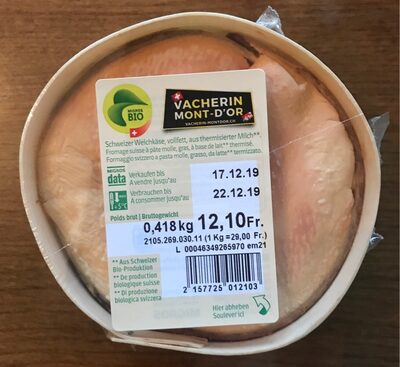 MIGROS
BIO
VACHERIN
MONT-D'OR
VACHERIN-MONTDOR.CH
Schweizer Weichkäse, vollfett, aus thermisierter Milch**
Fromage suisse à pâte molle, gras, à base de lait** thermisé.
Formaggio svizzero a pasta molle, grasso, da latte** termizzato.
MIGROS
data
Verkaufen bis
A vendre jusqu'au
17.12.19
Verbrauchen bis
A consommer jusqu'au
22.12.19
+5°C
Poids brut | Bruttogewicht
0,418 kg 12,10 Fr.
2105.269.030.11 (1 Kg =29,00 Fr.)
L 00046349265970 em21
** Aus Schweizer
Bio-Produktion
** De production
biologique suisse
** Di produzione
biologica svizzera
2 157725 012103
Hier abheben
Soulever ici
MIGROS